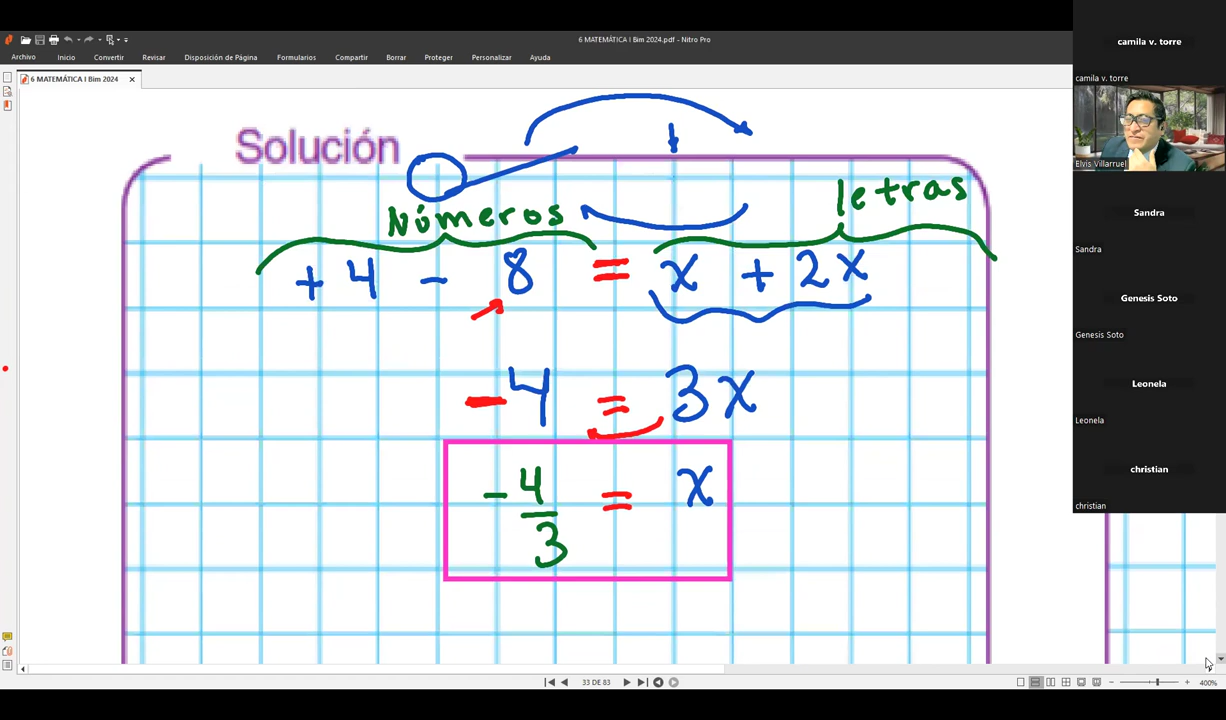 camila v. torre
6 MATEMÁTICA I Bim 2024.pdf - Nitro Pro
Archivo Inicio Convertir Revisar Disposición de Página Formularios Compartir Borrar Proteger Personalizar Ayuda
6 MATEMÁTICA I Bim 2024
camila v. torre
Solución
Elvis Villarruel
Números letras
+ 4 - 8 = x + 2x
Sandra
Sandra
Genesis Soto
Genesis Soto
- 4 = 3x
Leonela
Leonela
- 4/3 = x
christian
christian
33 DE 83
400%